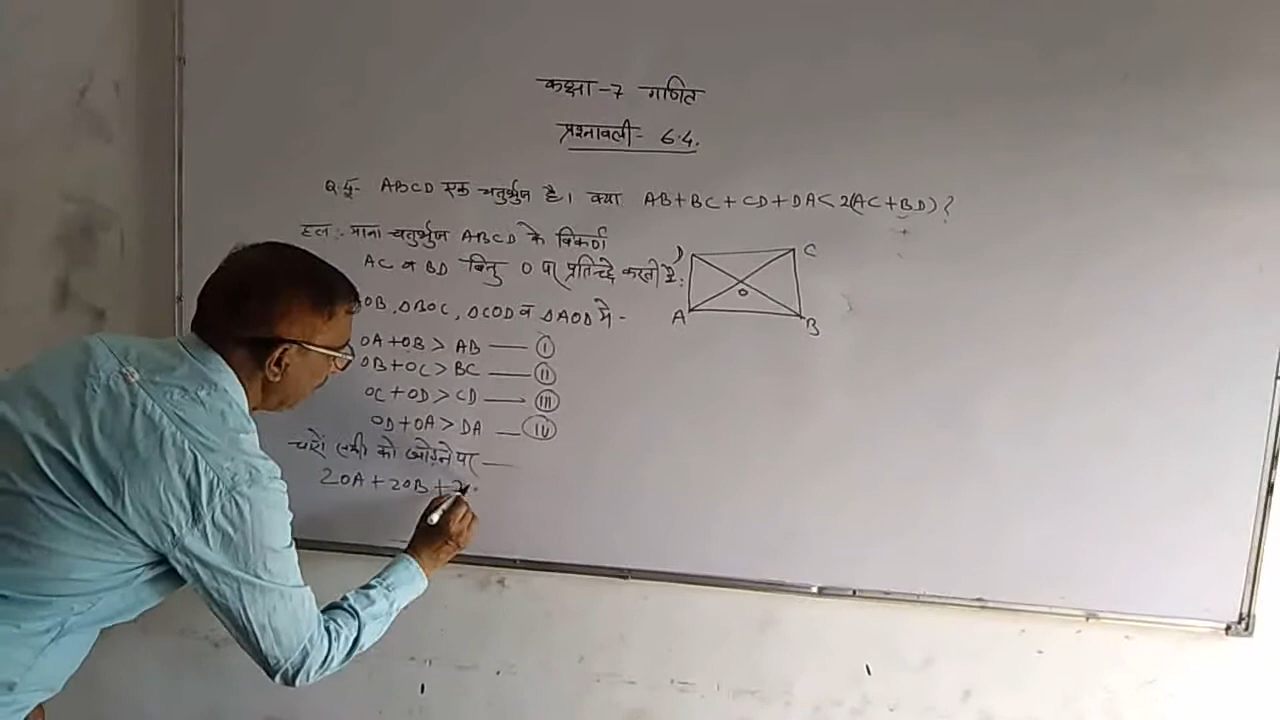 कक्षा-7 गणित
प्रश्नावली- 6.4.
Q.5- ABCD एक चतुर्भुज है। क्या AB+BC+CD+DA<2(AC+BD)?
हल:- माना चतुर्भुज ABCD के विकर्ण
AC व BD बिन्दु O पर प्रतिच्छेद करती है।
OB, ΔBOC, ΔCOD व ΔAOD में-
OA+OB>AB — (I)
OB+OC>BC — (II)
OC+OD>CD — (III)
OD+OA>DA — (IV)
चारों को जोड़ने पर —
2OA+2OB+2
D C
O
A B